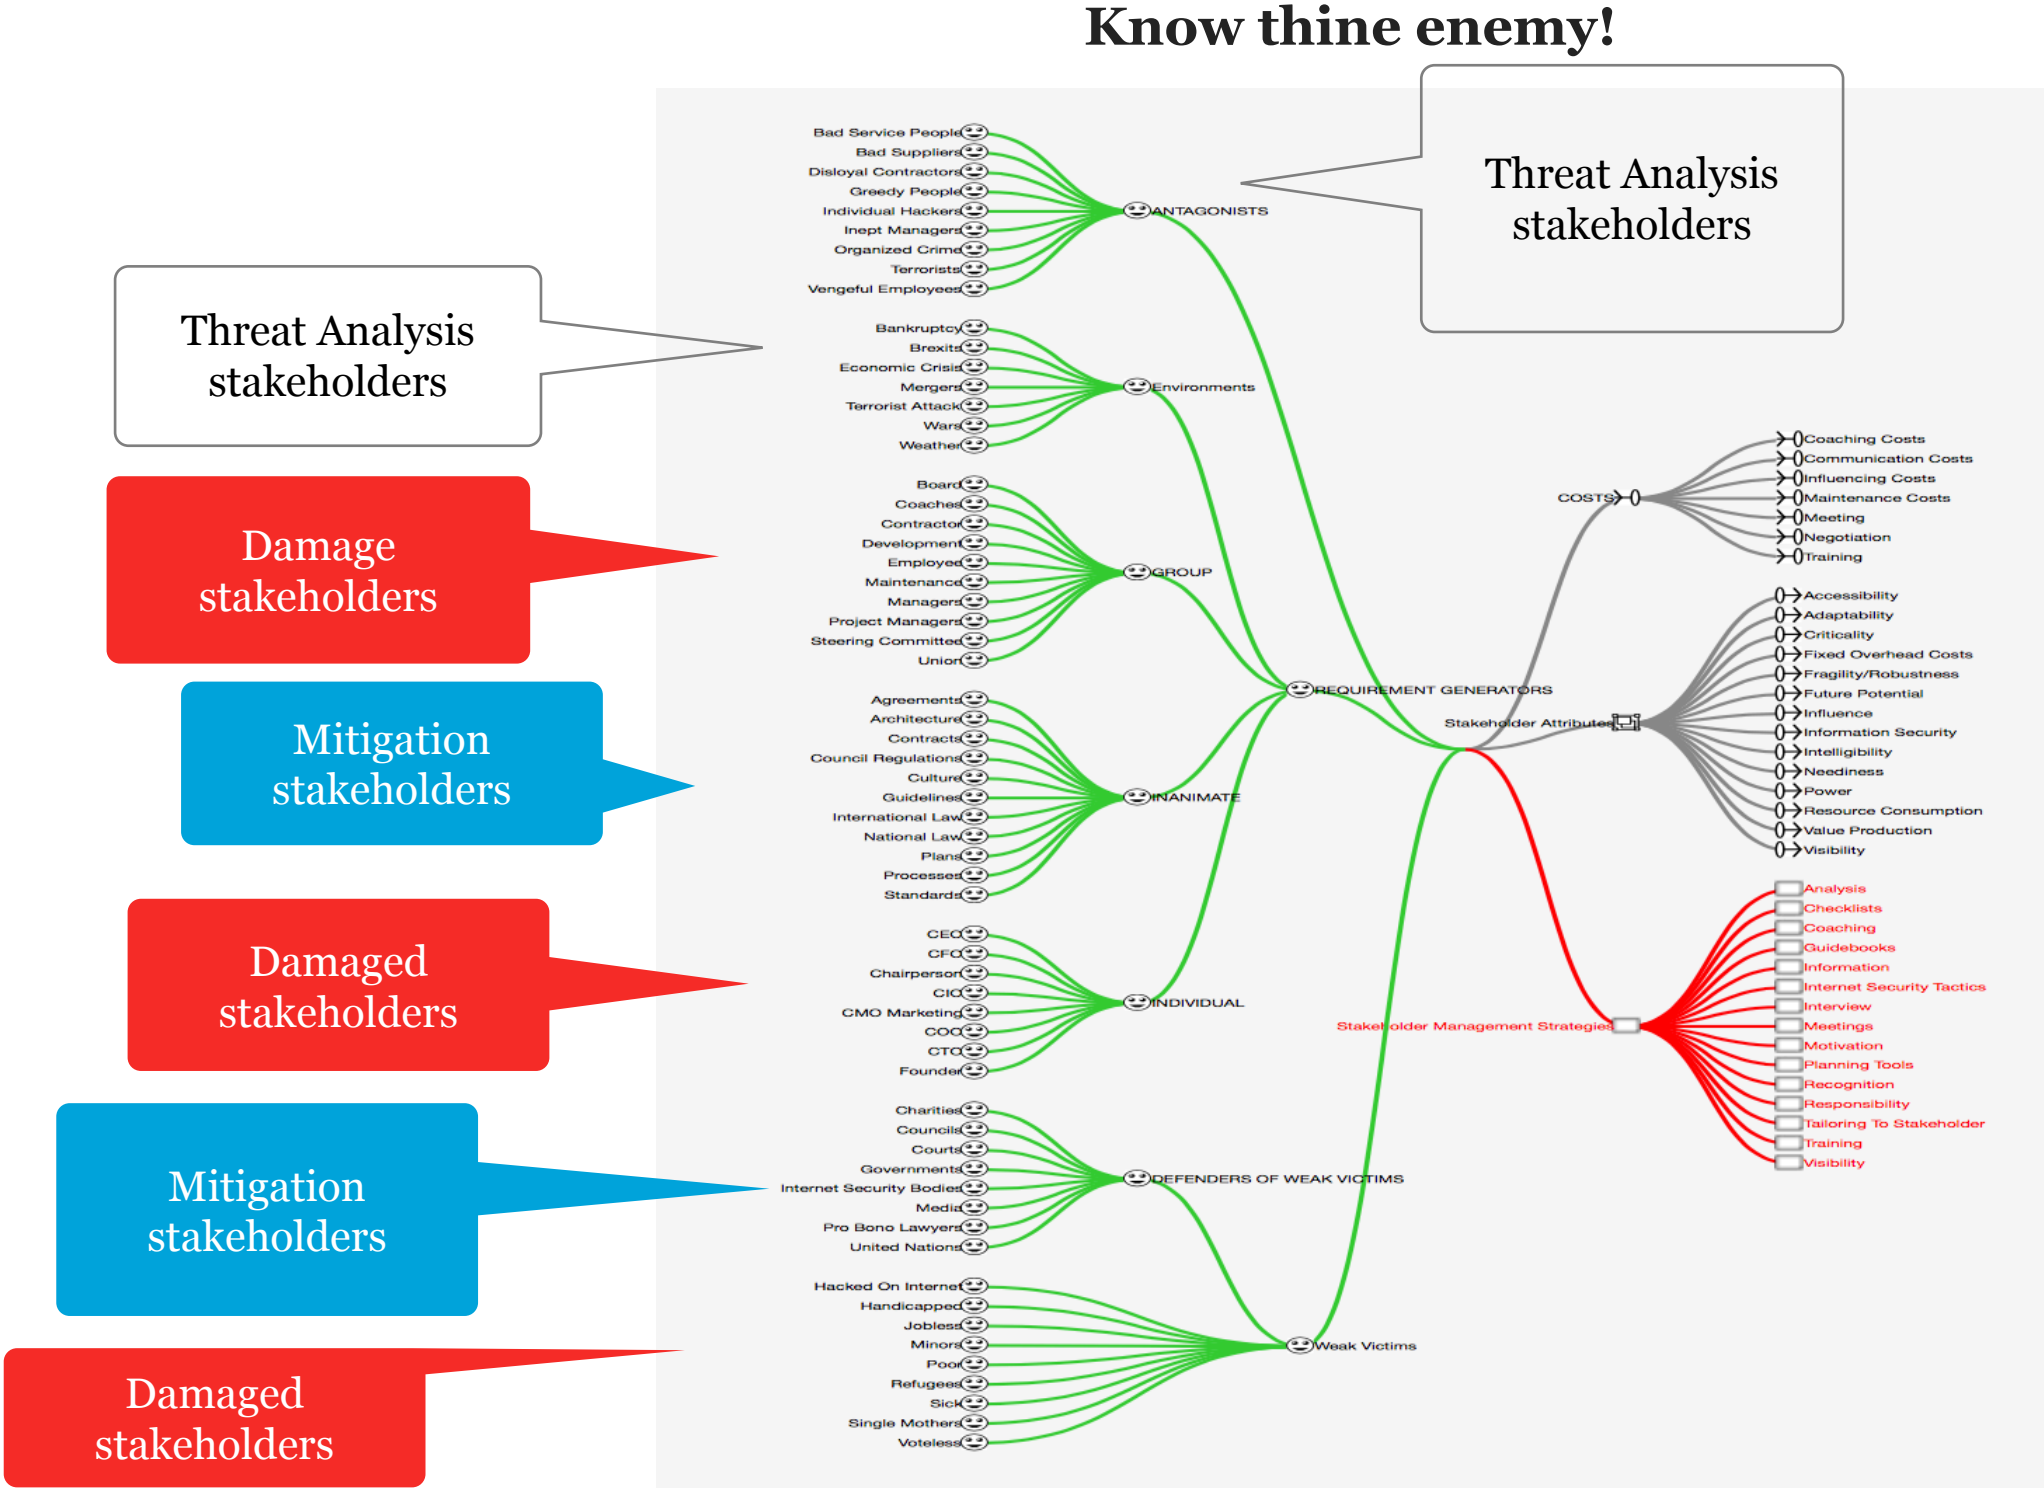 Know thine enemy!
Threat Analysis
stakeholders
Threat Analysis
stakeholders
Damage
stakeholders
Mitigation
stakeholders
Damaged
stakeholders
Mitigation
stakeholders
Damaged
stakeholders
Bad Service People
Bad Suppliers
Disloyal Contractors
Greedy People
Individual Hackers
Inept Managers
Organized Crime
Terrorists
Vengeful Employees
ANTAGONISTS
Bankruptcy
Brexits
Economic Crisis
Mergers
Terrorist Attack
Wars
Weather
Environments
Board
Coaches
Contractor
Development
Employee
Maintenance
Managers
Project Managers
Steering Committee
Union
GROUP
Agreements
Architecture
Contracts
Council Regulations
Culture
Guidelines
International Law
National Law
Plans
Processes
Standards
INANIMATE
CEO
CFO
Chairperson
CIO
CMO Marketing
COO
CTO
Founder
INDIVIDUAL
REQUIREMENT GENERATORS
Charities
Councils
Courts
Governments
Internet Security Bodies
Media
Pro Bono Lawyers
United Nations
DEFENDERS OF WEAK VICTIMS
Hacked On Internet
Handicapped
Jobless
Minors
Poor
Refugees
Sick
Single Mothers
Voteless
Weak Victims
COSTS
Coaching Costs
Communication Costs
Influencing Costs
Maintenance Costs
Meeting
Negotiation
Training
Stakeholder Attributes
Accessibility
Adaptability
Criticality
Fixed Overhead Costs
Fragility/Robustness
Future Potential
Influence
Information Security
Intelligibility
Neediness
Power
Resource Consumption
Value Production
Visibility
Stakeholder Management Strategies
Analysis
Checklists
Coaching
Guidebooks
Information
Internet Security Tactics
Interview
Meetings
Motivation
Planning Tools
Recognition
Responsibility
Tailoring To Stakeholder
Training
Visibility